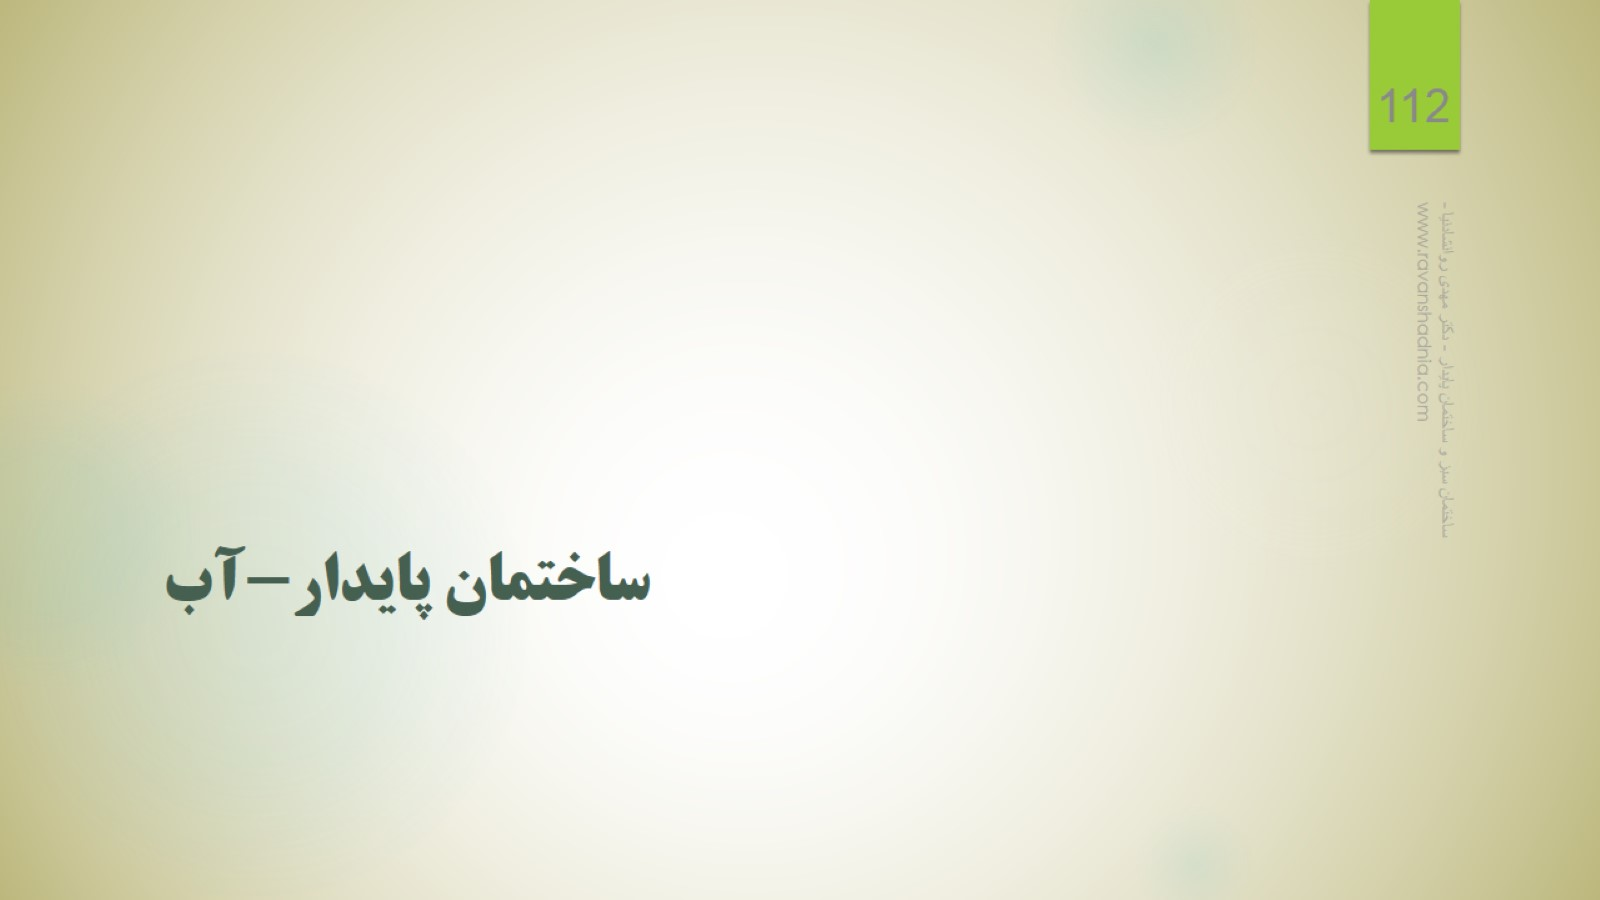 112
ساختمان سبز و ساختمان پایدار - دکتر مهدی روانشادنیا -
www.ravanshadnia.com
ساختمان پایدار – آب